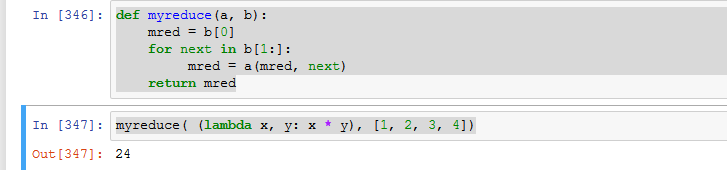 In [346]: def myreduce(a, b):
    mred = b[0]
    for next in b[1:]:
         mred = a(mred, next)
    return mred
In [347]: myreduce( (lambda x, y: x * y), [1, 2, 3, 4])
Out[347]: 24